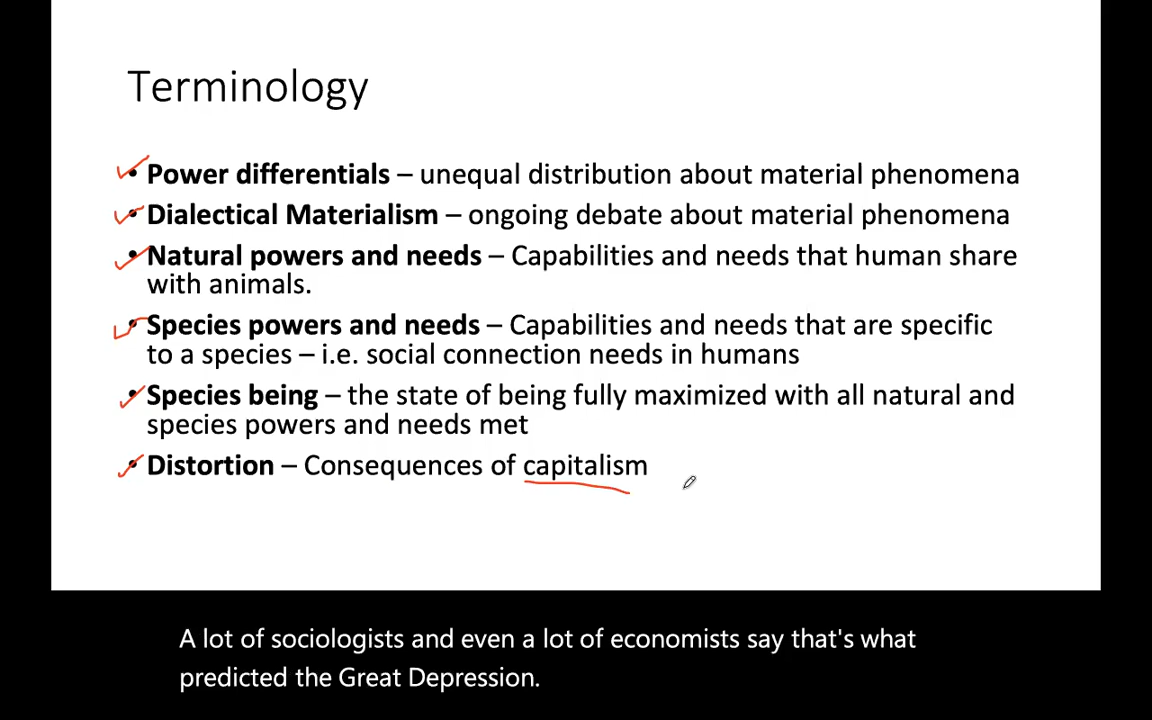 Terminology
• Power differentials – unequal distribution about material phenomena
• Dialectical Materialism – ongoing debate about material phenomena
• Natural powers and needs – Capabilities and needs that human share
with animals.
• Species powers and needs – Capabilities and needs that are specific
to a species – i.e. social connection needs in humans
• Species being – the state of being fully maximized with all natural and
species powers and needs met
• Distortion – Consequences of capitalism
A lot of sociologists and even a lot of economists say that's what
predicted the Great Depression.